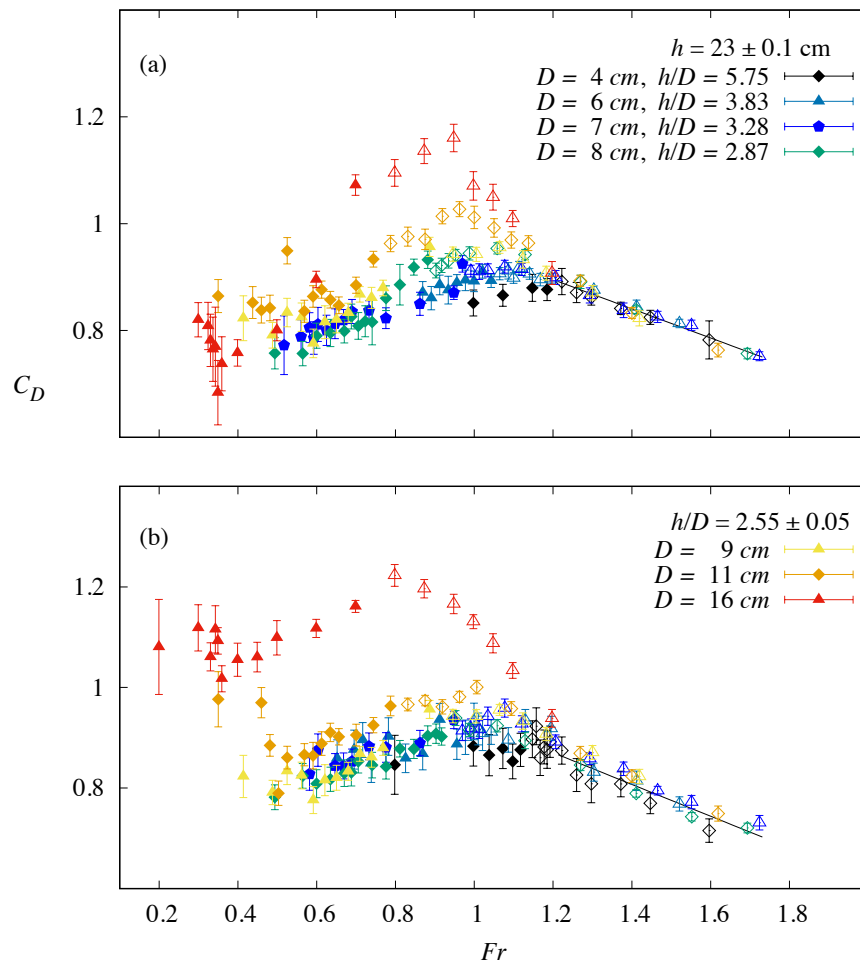 (a)
h = 23 ± 0.1 cm
D = 4 cm, h/D = 5.75
D = 6 cm, h/D = 3.83
D = 7 cm, h/D = 3.28
D = 8 cm, h/D = 2.87
1.2
1
0.8
C_D
(b)
h/D = 2.55 ± 0.05
D = 9 cm
D = 11 cm
D = 16 cm
1.2
1
0.8
0.2 0.4 0.6 0.8 1 1.2 1.4 1.6 1.8
Fr